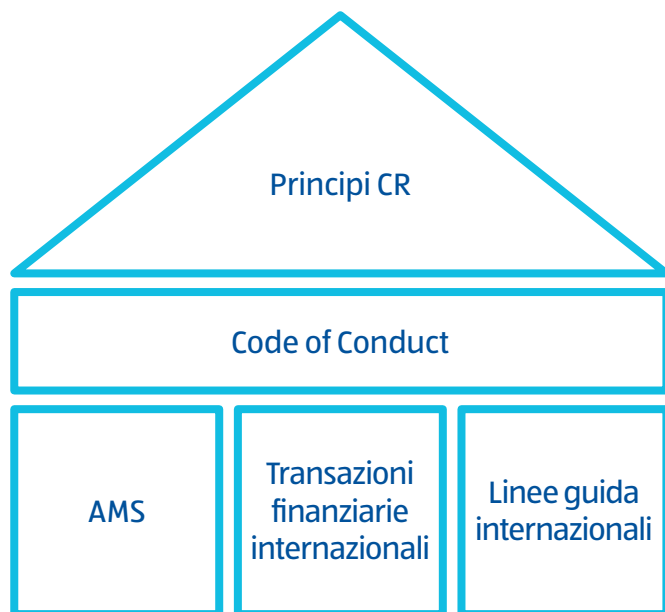 Principi CR
Code of Conduct
AMS
Transazioni
finanziarie
internazionali
Linee guida
internazionali